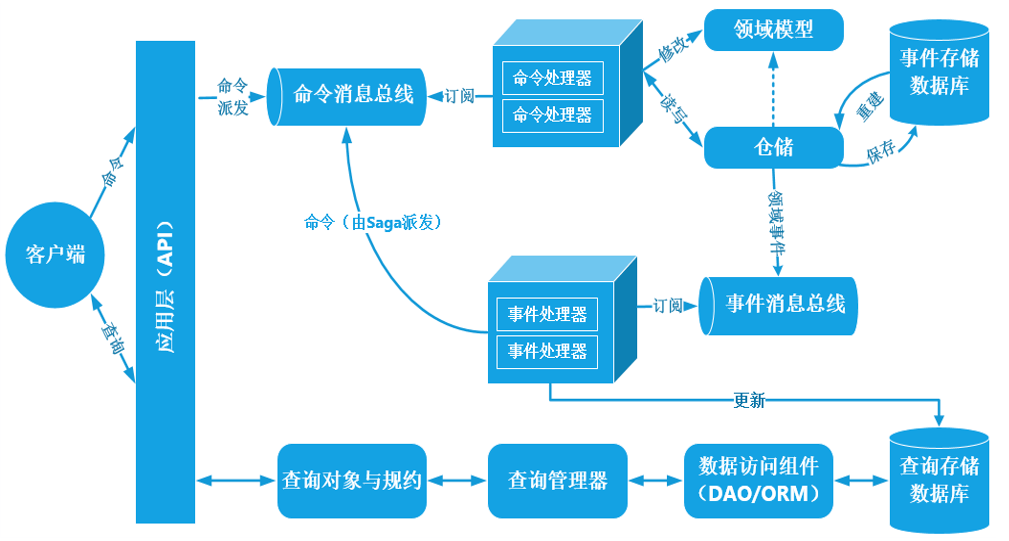 领域模型
事件存储
数据库
修改
命令处理器
命令处理器
命令
派发
命令消息总线
订阅
读写
重建
仓储
保存
命令
应用层（API）
领域事件
命令（由Saga派发）
客户端
事件处理器
事件处理器
订阅
事件消息总线
查询
更新
查询对象与规约
查询管理器
数据访问组件
（DAO/ORM）
查询存储
数据库